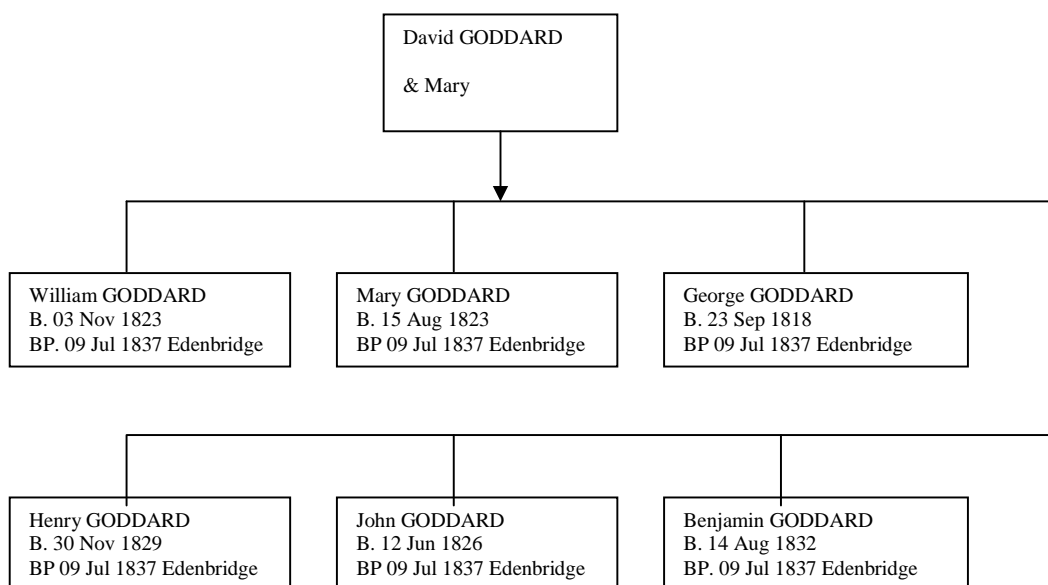 David GODDARD
& Mary
William GODDARD
B. 03 Nov 1823
BP. 09 Jul 1837 Edenbridge
Mary GODDARD
B. 15 Aug 1823
BP 09 Jul 1837 Edenbridge
George GODDARD
B. 23 Sep 1818
BP 09 Jul 1837 Edenbridge
Henry GODDARD
B. 30 Nov 1829
BP 09 Jul 1837 Edenbridge
John GODDARD
B. 12 Jun 1826
BP 09 Jul 1837 Edenbridge
Benjamin GODDARD
B. 14 Aug 1832
BP. 09 Jul 1837 Edenbridge